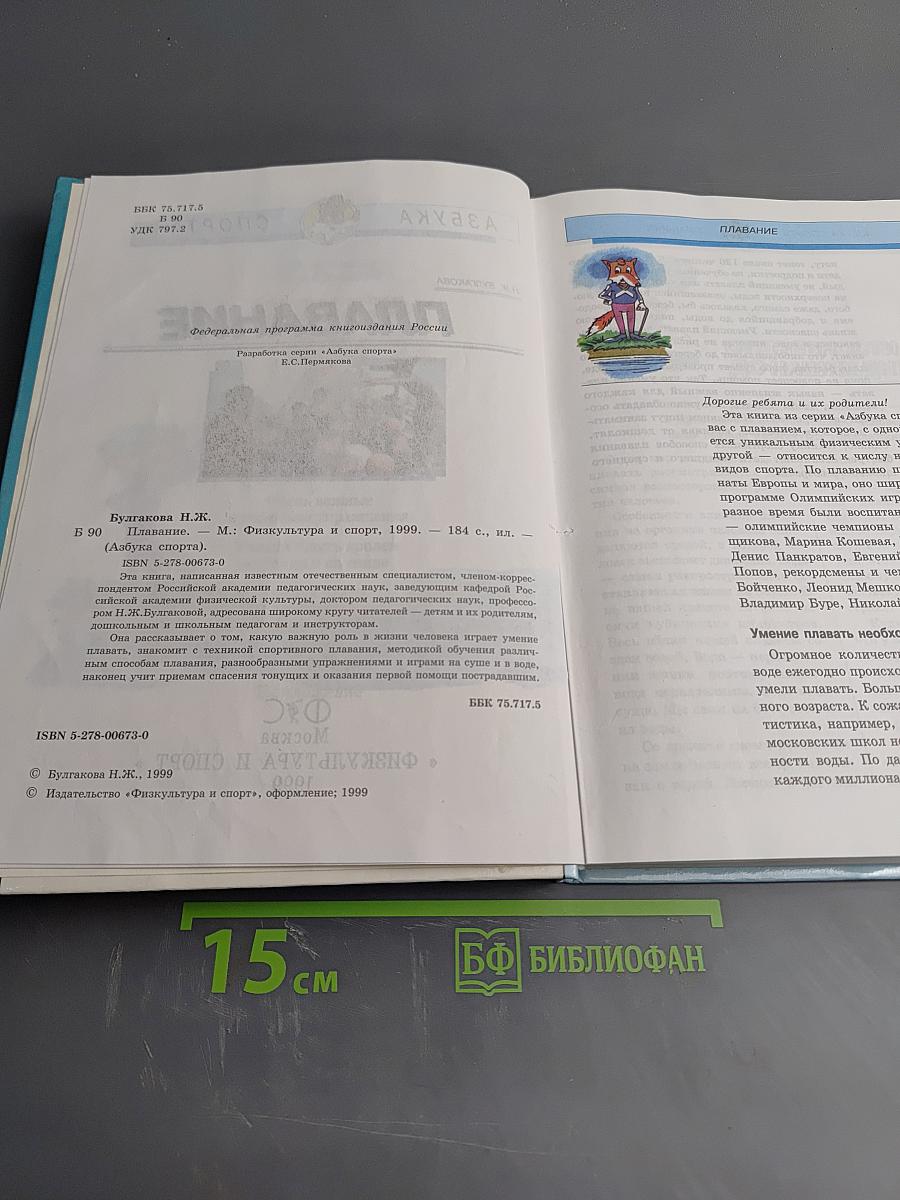 ББК 75.717.5
Б 90
УДК 797.2
Федеральная программа книгоиздания России
Разработка серии «Азбука спорта»
Е.С.Пермякова
Булгакова Н.Ж.
Б 90 Плавание. — М.: Физкультура и спорт, 1999. — 184 с., ил. —
(Азбука спорта).
ISBN 5-278-00673-0
Эта книга, написанная известным отечественным специалистом, членом-коррес-
пондентом Российской академии педагогических наук, заведующим кафедрой Рос-
сийской академии физической культуры, доктором педагогических наук, профессо-
ром Н.Ж.Булгаковой, адресована широкому кругу читателей — детям и их родителям,
дошкольным и школьным педагогам и инструкторам.
Она рассказывает о том, какую важную роль в жизни человека играет умение
плавать, знакомит с техникой спортивного плавания, методикой обучения различ-
ным способам плавания, разнообразными упражнениями и играми на суше и в воде,
наконец учит приемам спасения тонущих и оказания первой помощи пострадавшим.
ББК 75.717.5
ISBN 5-278-00673-0
© Булгакова Н.Ж., 1999
© Издательство «Физкультура и спорт», оформление; 1999
ПЛАВАНИЕ
Дорогие ребята и их родители!
Эта книга из серии «Азбука сп
вас с плаванием, которое, с одно
ется уникальным физическим у
другой — относится к числу н
видов спорта. По плаванию п
наты Европы и мира, оно шир
программе Олимпийских игр
разное время были воспитан
— олимпийские чемпионы
щикова, Марина Кошевая,
Денис Панкратов, Евгений
Попов, рекордсмены и че
Бойченко, Леонид Мешко
Владимир Буре, Николай
Умение плавать необхо
Огромное количест
воде ежегодно происхо
умели плавать. Больш
ного возраста. К сожа
тистика, например,
московских школ н
ности воды. По да
каждого миллиона
15 см
БФ БИБЛИОФАН